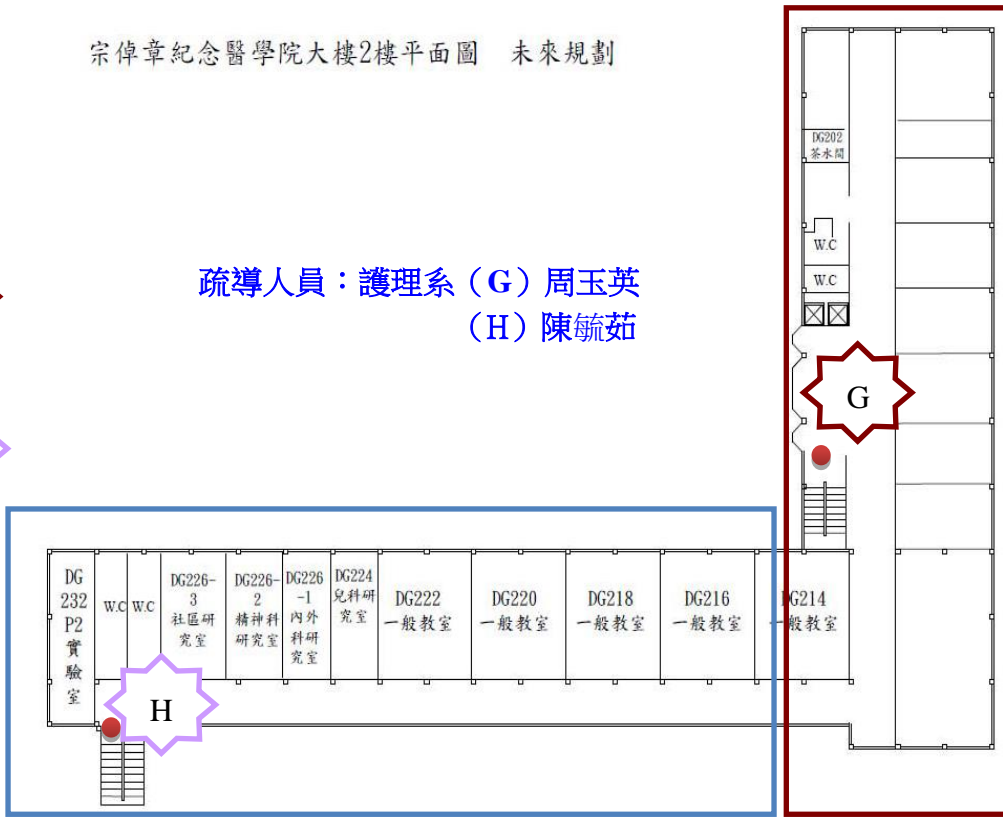 宗倬章紀念醫學院大樓2樓平面圖 未來規劃
DG202
茶水間
W.C
W.C
疏導人員：護理系（G）周玉英
（H）陳毓茹
G
DG
232
P2
實
驗
室
W.C
W.C
DG226-
3
社區研
究室
DG226-
2
精神科
研究室
DG226
-1
內外
科研
究室
DG224
兒科研
究室
DG222
一般教室
DG220
一般教室
DG218
一般教室
DG216
一般教室
DG214
一般教室
H